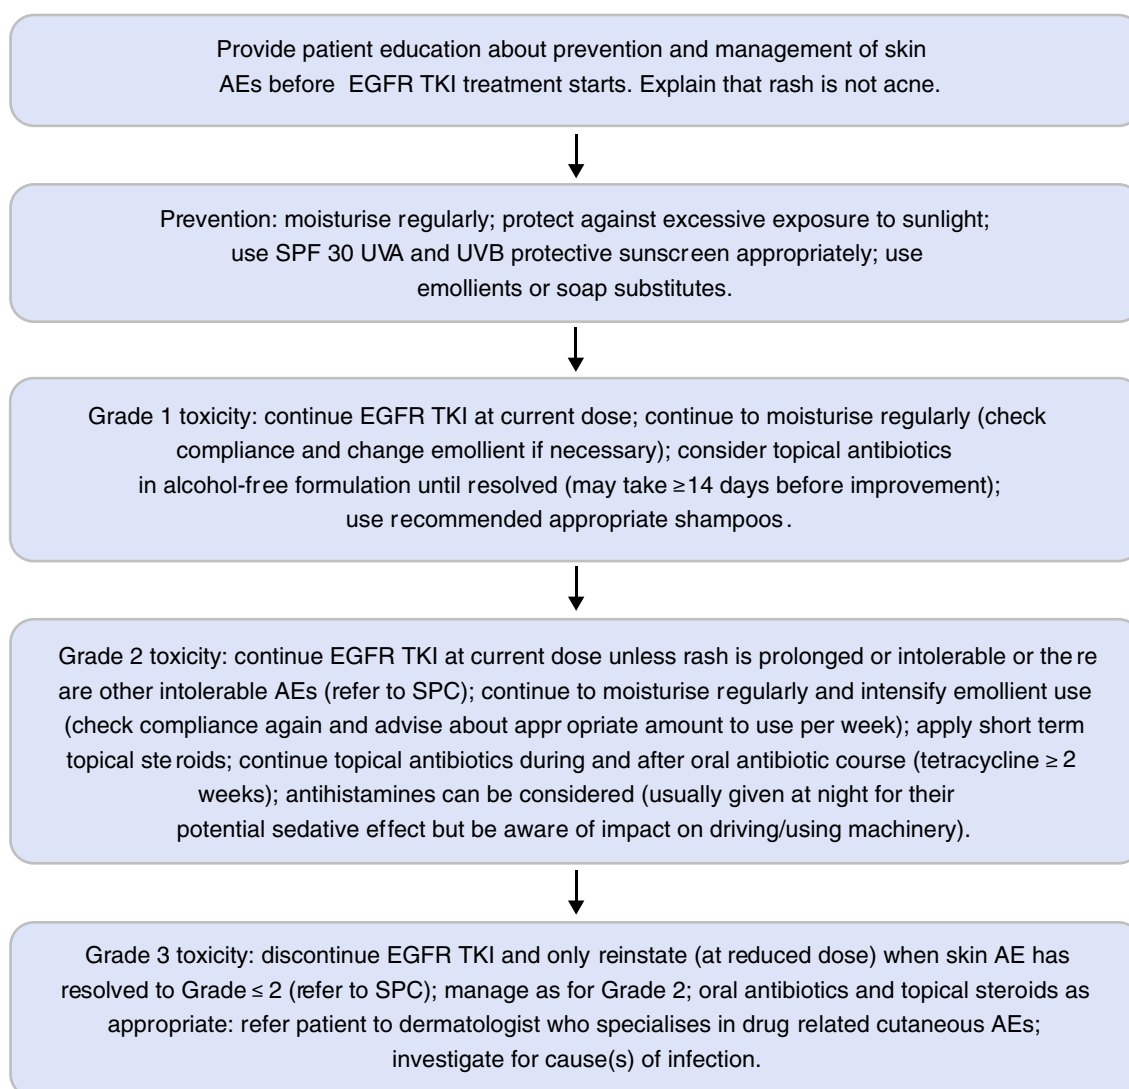 Provide patient education about prevention and management of skin
AEs before EGFR TKI treatment starts. Explain that rash is not acne.
Prevention: moisturise regularly; protect against excessive exposure to sunlight;
use SPF 30 UVA and UVB protective sunscreen appropriately; use
emollients or soap substitutes.
Grade 1 toxicity: continue EGFR TKI at current dose; continue to moisturise regularly (check
compliance and change emollient if necessary); consider topical antibiotics
in alcohol-free formulation until resolved (may take ≥14 days before improvement);
use recommended appropriate shampoos.
Grade 2 toxicity: continue EGFR TKI at current dose unless rash is prolonged or intolerable or there
are other intolerable AEs (refer to SPC); continue to moisturise regularly and intensify emollient use
(check compliance again and advise about appropriate amount to use per week); apply short term
topical steroids; continue topical antibiotics during and after oral antibiotic course (tetracycline ≥ 2
weeks); antihistamines can be considered (usually given at night for their
potential sedative effect but be aware of impact on driving/using machinery).
Grade 3 toxicity: discontinue EGFR TKI and only reinstate (at reduced dose) when skin AE has
resolved to Grade ≤ 2 (refer to SPC); manage as for Grade 2; oral antibiotics and topical steroids as
appropriate: refer patient to dermatologist who specialises in drug related cutaneous AEs;
investigate for cause(s) of infection.